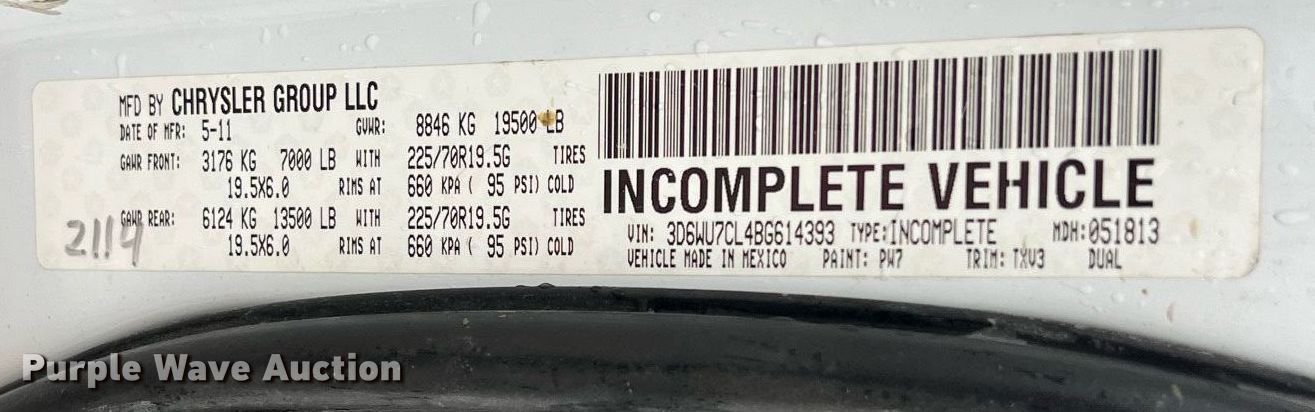 MFD BY CHRYSLER GROUP LLC
DATE OF MFR: 5-11 GVWR: 8846 KG 19500 LB
GAWR FRONT: 3176 KG 7000 LB WITH 225/70R19.5G TIRES
19.5X6.0 RIMS AT 660 KPA ( 95 PSI) COLD
GAWR REAR: 6124 KG 13500 LB WITH 225/70R19.5G TIRES
19.5X6.0 RIMS AT 660 KPA ( 95 PSI) COLD
2119
INCOMPLETE VEHICLE
VIN: 3D6WU7CL4BG614393 TYPE:INCOMPLETE MDH:051813
VEHICLE MADE IN MEXICO PAINT: PW7 TRIM: TXV3 DUAL
Purple Wave Auction